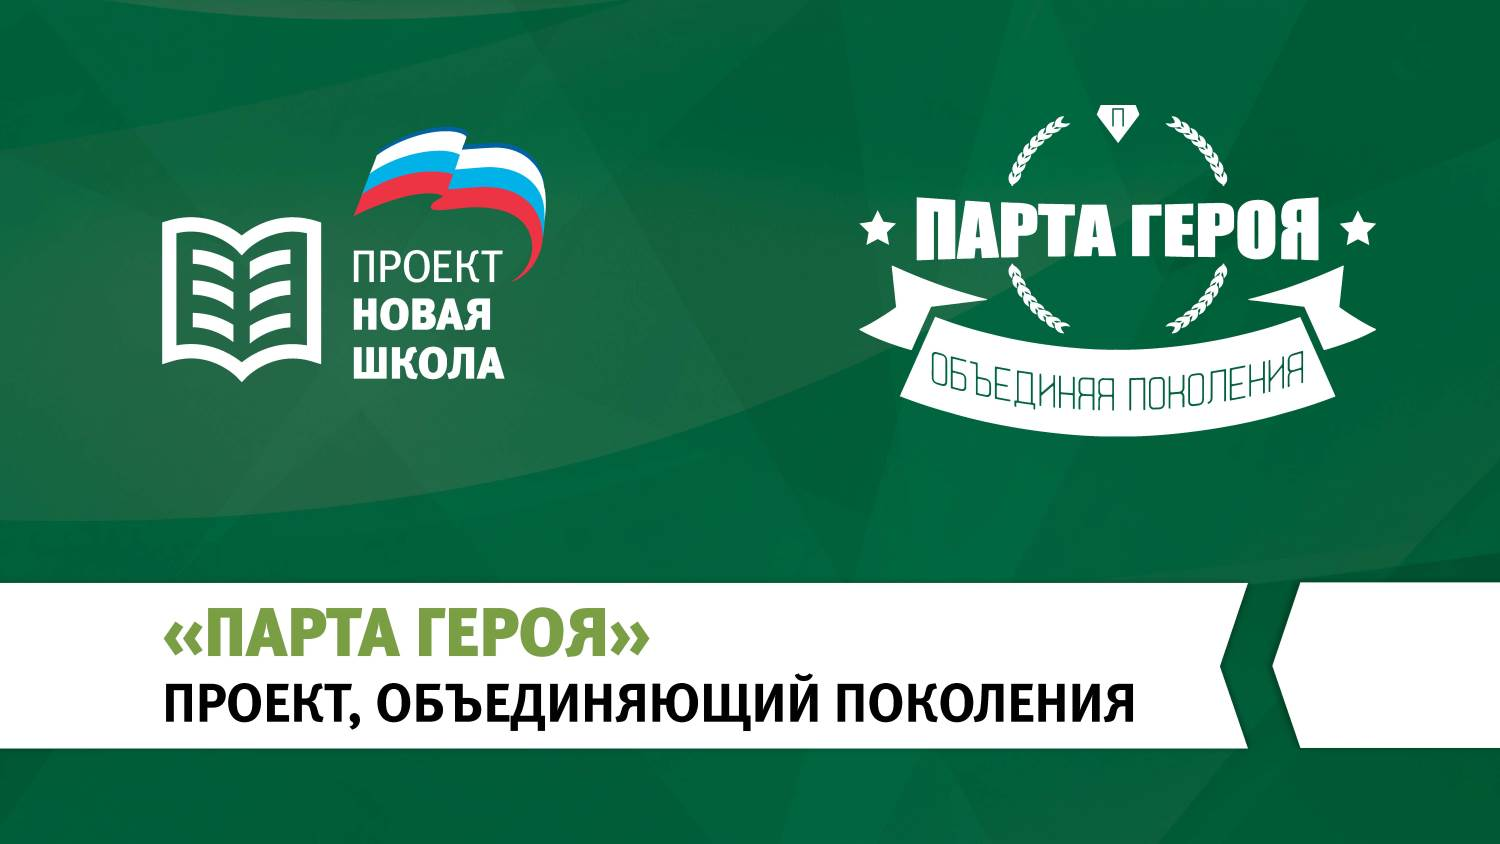 ПРОЕКТ
НОВАЯ
ШКОЛА
П
ПАРТА ГЕРОЯ
ОБЪЕДИНЯЯ ПОКОЛЕНИЯ
«ПАРТА ГЕРОЯ»
ПРОЕКТ, ОБЪЕДИНЯЮЩИЙ ПОКОЛЕНИЯ